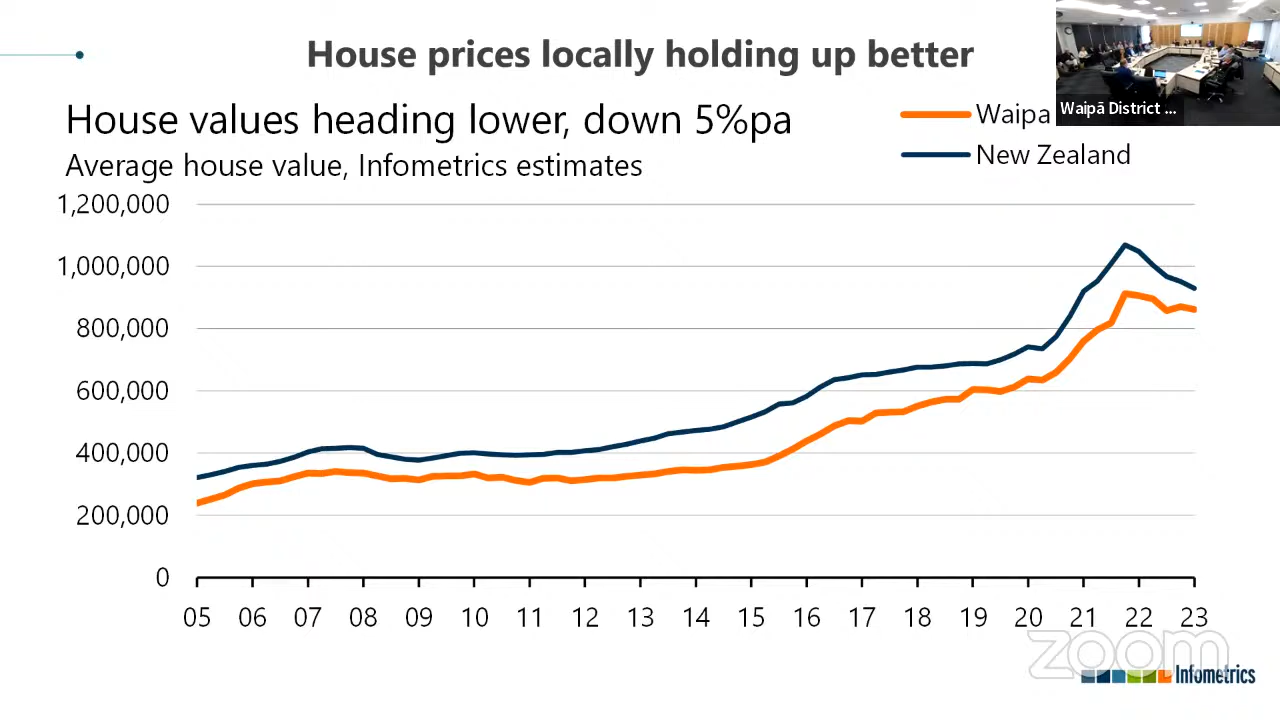 House prices locally holding up better
House values heading lower, down 5%pa
Average house value, Infometrics estimates
Waipa
Waipā District ...
New Zealand
1,200,000
1,000,000
800,000
600,000
400,000
200,000
0
05 06 07 08 09 10 11 12 13 14 15 16 17 18 19 20 21 22 23
zoom
Infometrics